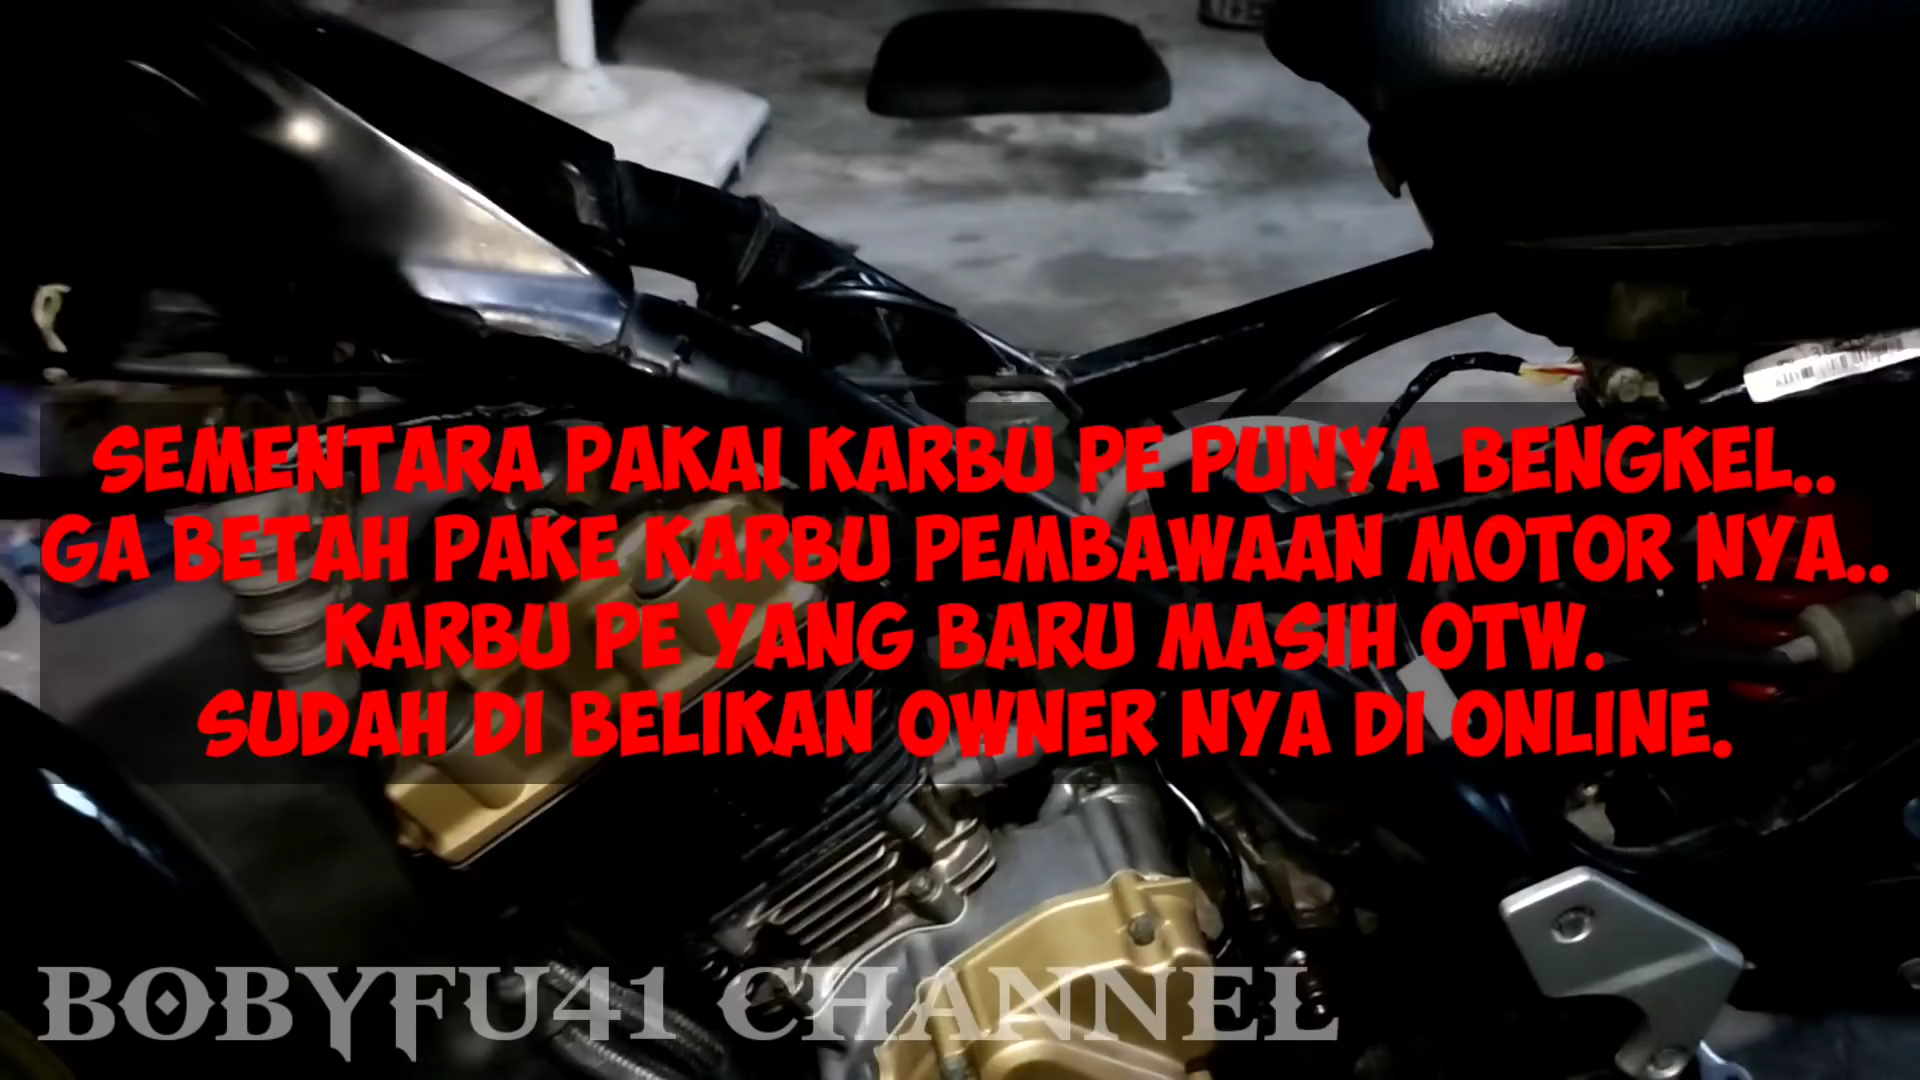 SEMENTARA PAKAI KARBU PE PUNYA BENGKEL..
GA BETAH PAKE KARBU PEMBAWAAN MOTOR NYA..
KARBU PE YANG BARU MASIH OTW.
SUDAH DI BELIKAN OWNER NYA DI ONLINE.
BOBYFU41 CHANNEL